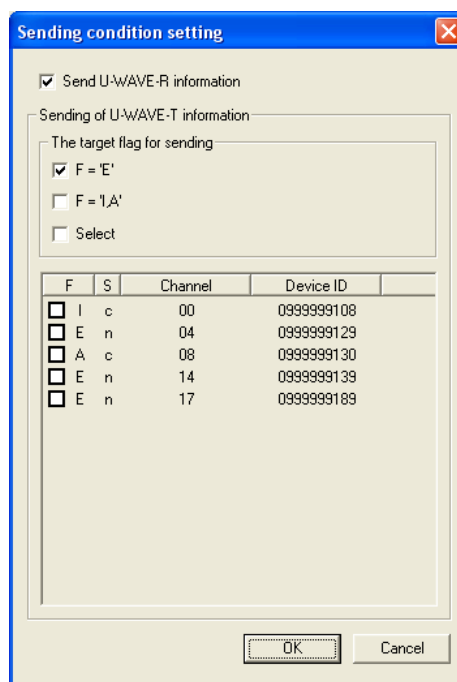 Sending condition setting
Send U-WAVE-R information
Sending of U-WAVE-T information
The target flag for sending
F = 'E'
F = 'I,A'
Select
F S Channel Device ID
I c 00 0999999108
E n 04 0999999129
A c 08 0999999130
E n 14 0999999139
E n 17 0999999189
OK Cancel